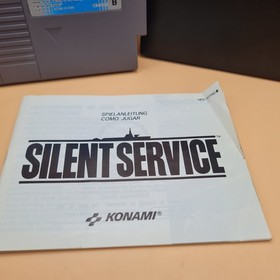 B
SPIELANLEITUNG
COMO JUGAR
SILENT SERVICE
KONAMI®